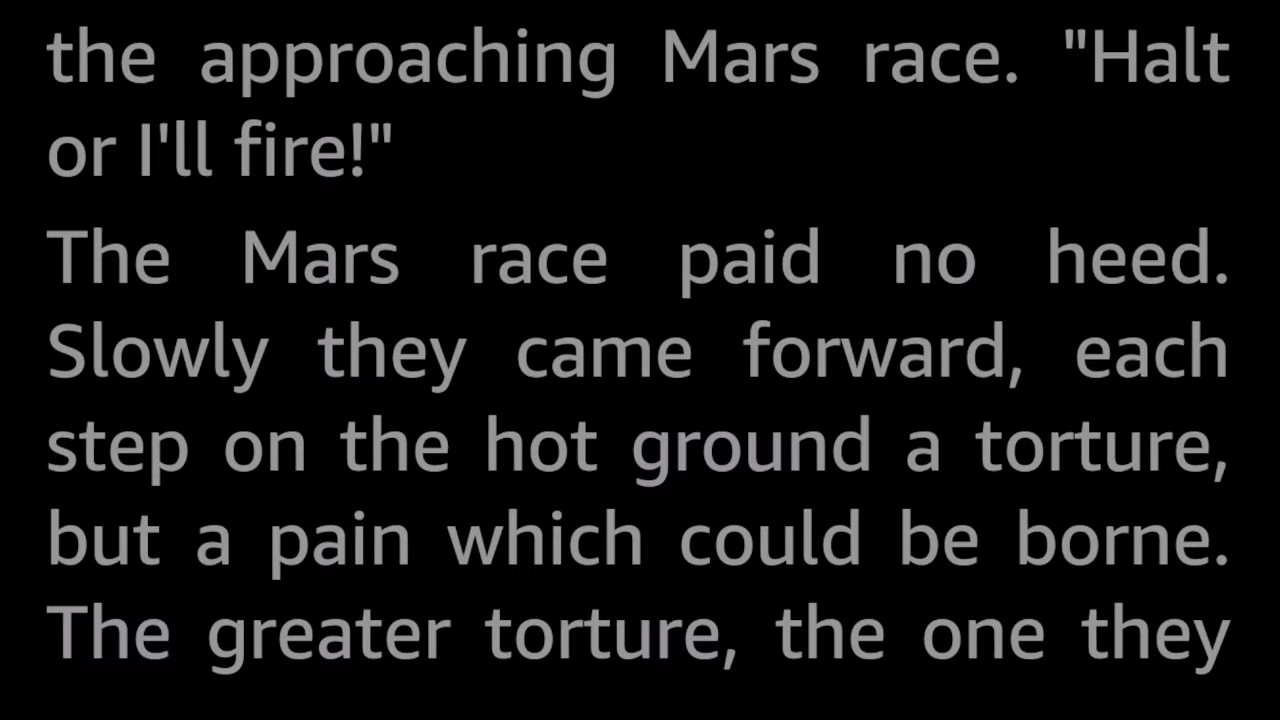 the approaching Mars race. "Halt
or I'll fire!"
The Mars race paid no heed.
Slowly they came forward, each
step on the hot ground a torture,
but a pain which could be borne.
The greater torture, the one they